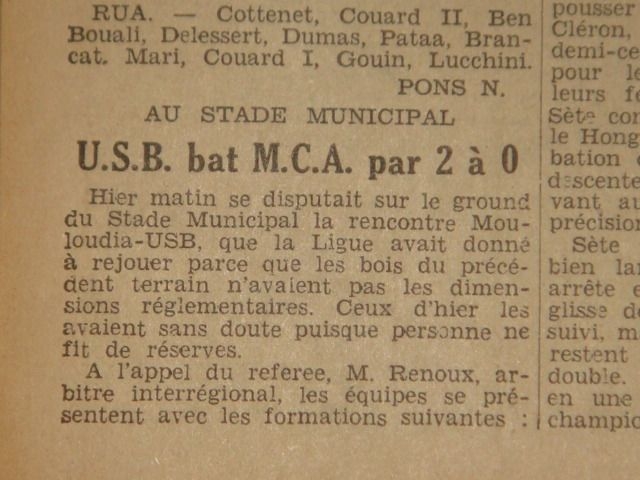 RUA. — Cottenet, Couard II, Ben
Bouali, Delessert, Dumas, Pataa, Bran-
cat. Mari, Couard I, Gouin, Lucchini.
PONS N.
AU STADE MUNICIPAL
U.S.B. bat M.C.A. par 2 à 0
Hier matin se disputait sur le ground
du Stade Municipal la rencontre Mou-
loudia-USB, que la Ligue avait donné
à rejouer parce que les bois du précé-
dent terrain n'avaient pas les dimen-
sions réglementaires. Ceux d'hier les
avaient sans doute puisque personne ne
fit de réserves.
A l'appel du referee, M. Renoux, ar-
bitre interrégional, les équipes se pré-
sentent avec les formations suivantes :
pousser
Cléron,
demi-ce
pour le
leurs fe
Sète con
le Hong
bation
descente
vant au
précision
Sète
bien lan
arrête e
glisse de
suivi, m
restent
double.
en une
champio